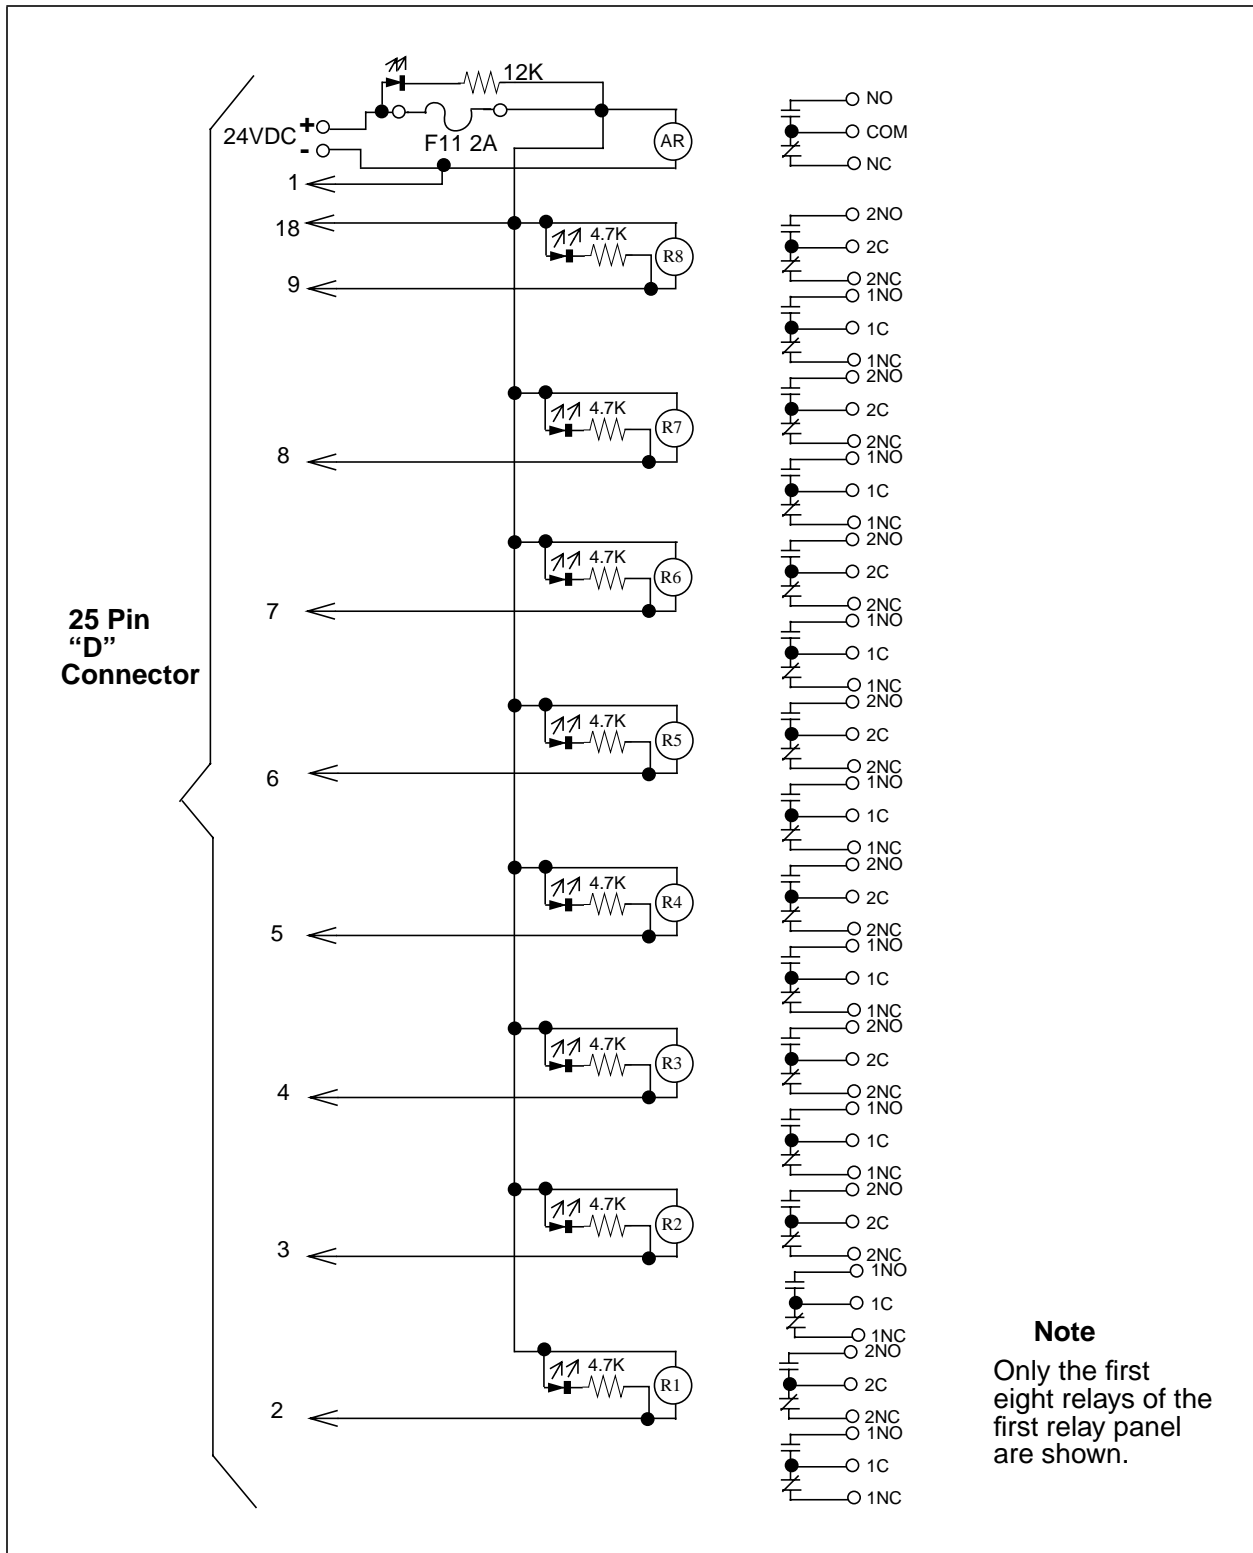 12K
NO
+
24VDC
-
F11 2A
AR
COM
NC
1
18
4.7K
R8
9
2NO
2C
2NC
1NO
1C
1NC
4.7K
R7
8
2NO
2C
2NC
1NO
1C
1NC
4.7K
R6
7
2NO
2C
2NC
1NO
1C
1NC
25 Pin
“D”
Connector
4.7K
R5
6
2NO
2C
2NC
1NO
1C
1NC
4.7K
R4
5
2NO
2C
2NC
1NO
1C
1NC
4.7K
R3
4
2NO
2C
2NC
1NO
1C
1NC
4.7K
R2
3
2NO
2C
2NC
1NO
1C
1NC
4.7K
R1
2
2NO
2C
2NC
1NO
1C
1NC
Note
Only the first
eight relays of the
first relay panel
are shown.